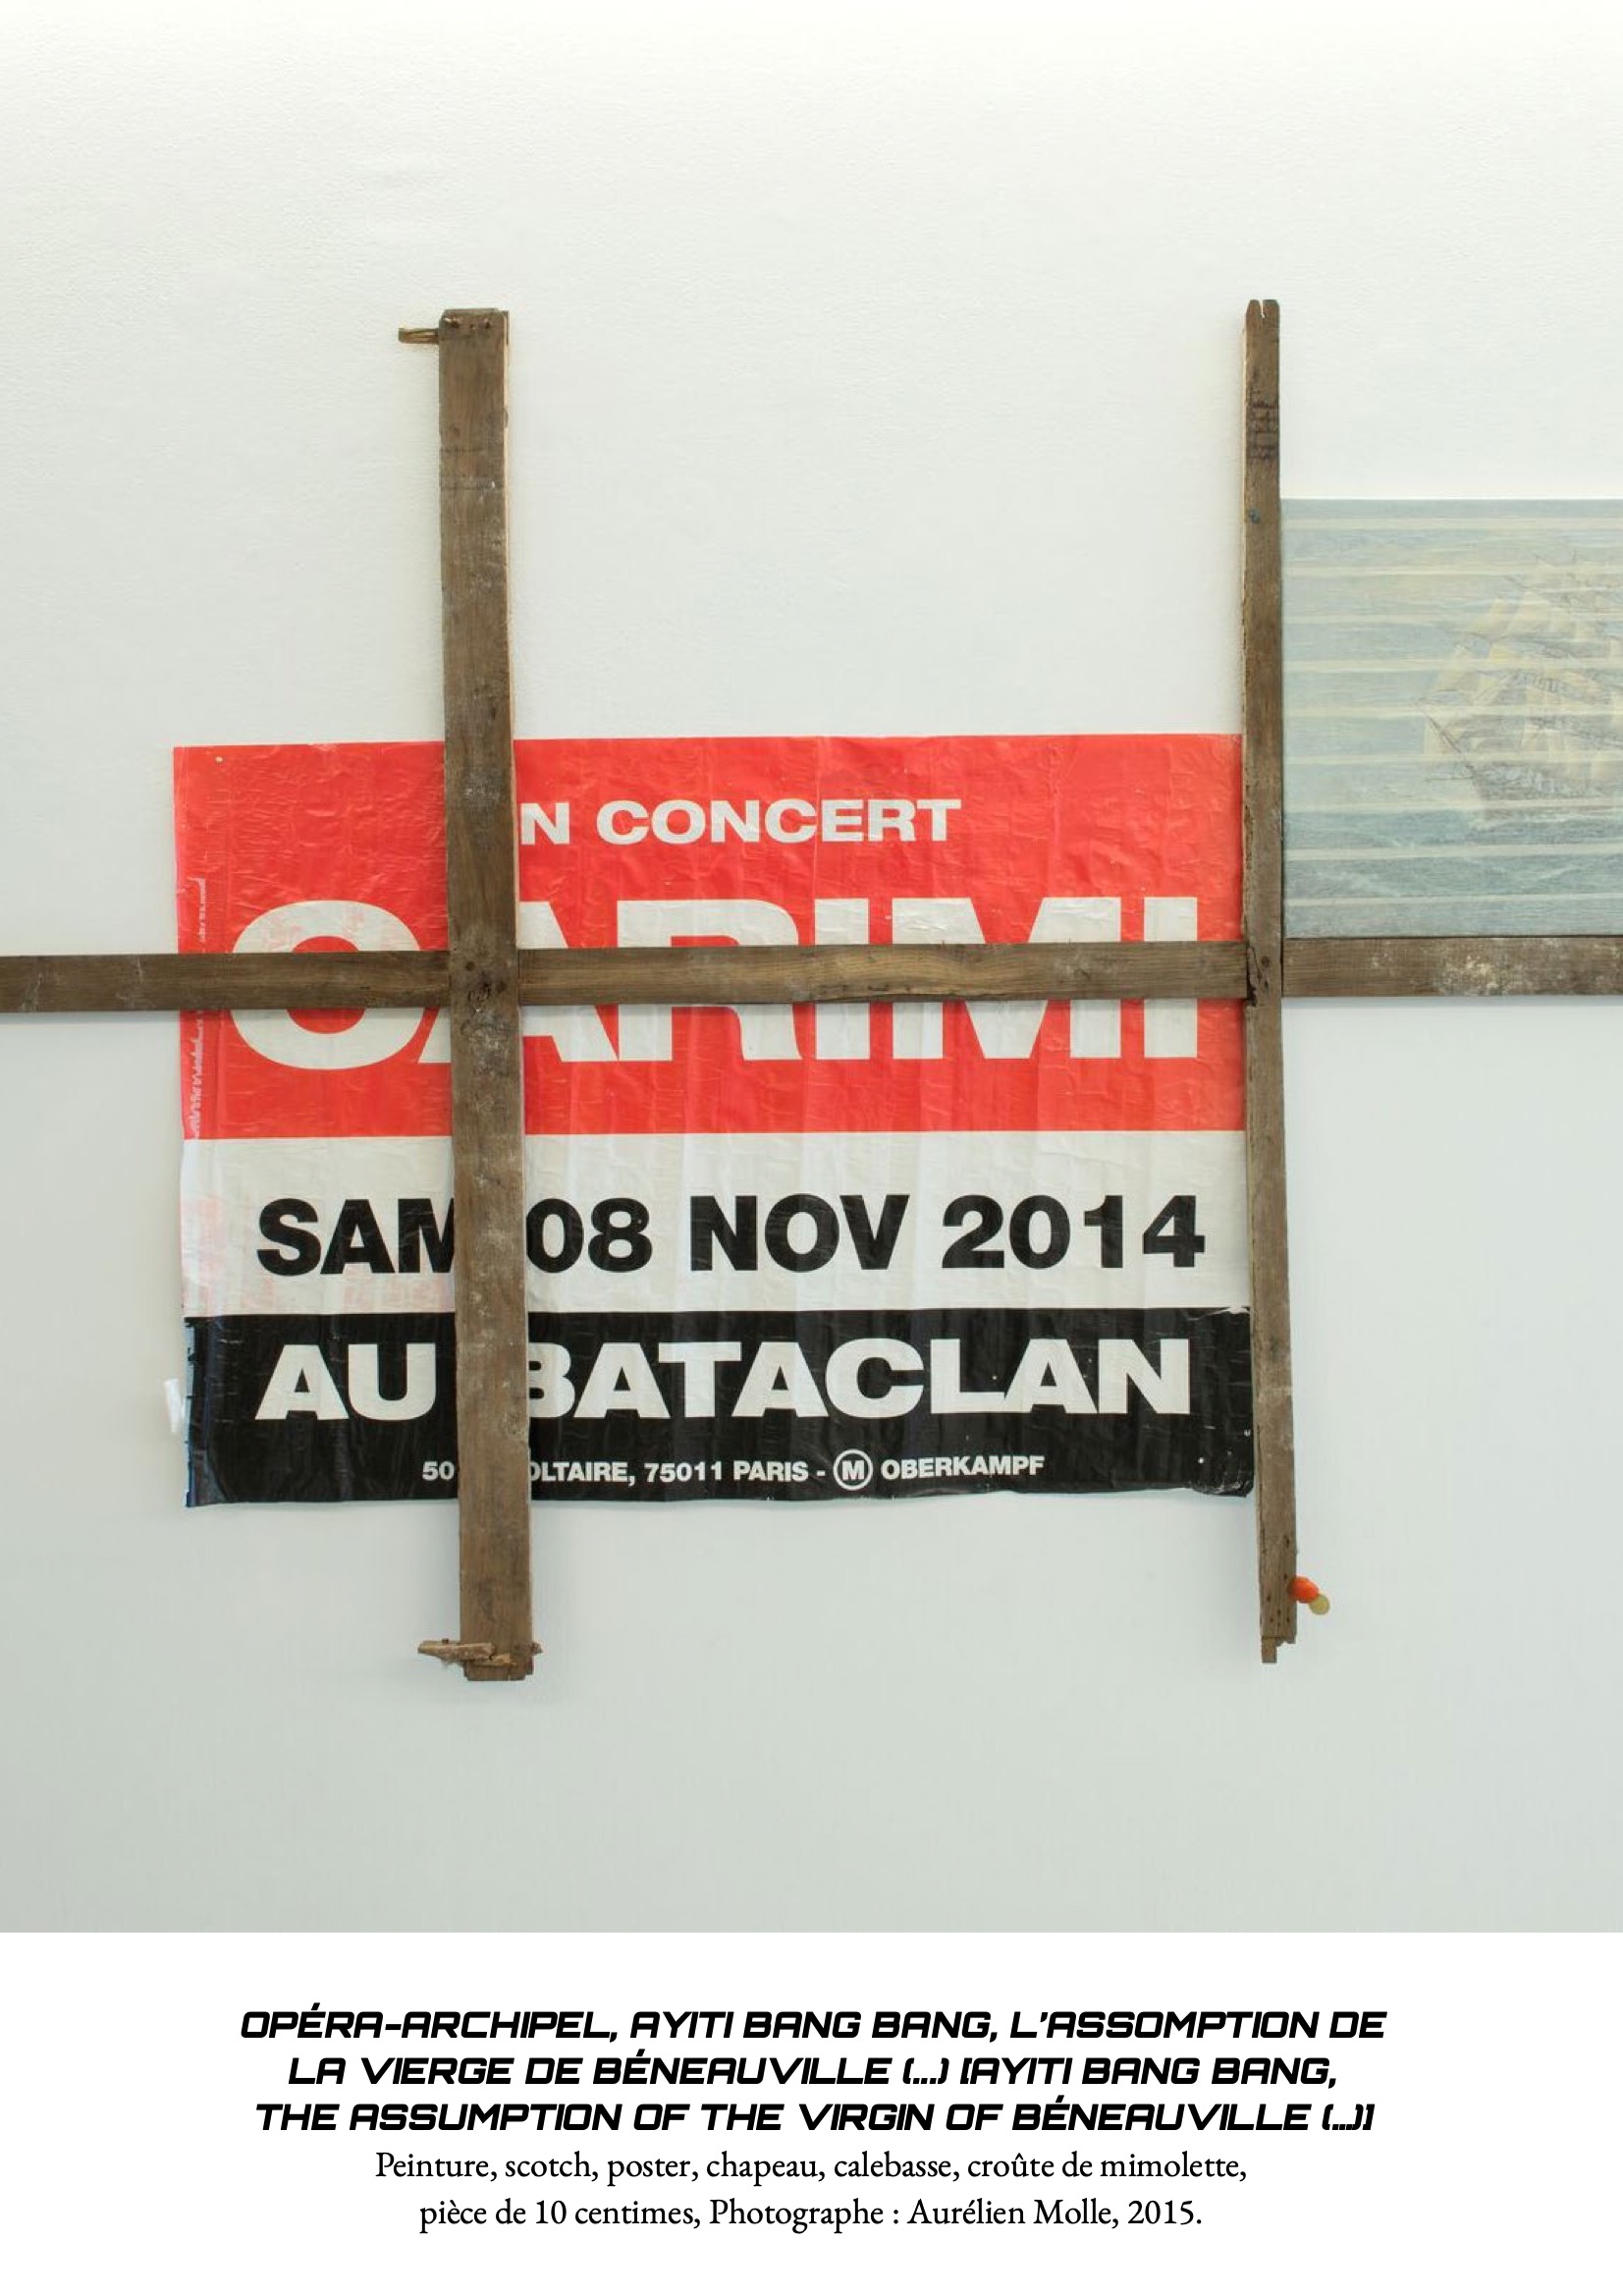 N CONCERT
CARIMI
SAM 08 NOV 2014
AU BATACLAN
50 OLTAIRE, 75011 PARIS - M OBERKAMPF
OPÉRA-ARCHIPEL, AYITI BANG BANG, L’ASSOMPTION DE
LA VIERGE DE BÉNEAUVILLE (...) [AYITI BANG BANG,
THE ASSUMPTION OF THE VIRGIN OF BÉNEAUVILLE (...)]
Peinture, scotch, poster, chapeau, calebasse, croûte de mimolette,
pièce de 10 centimes, Photographe : Aurélien Molle, 2015.